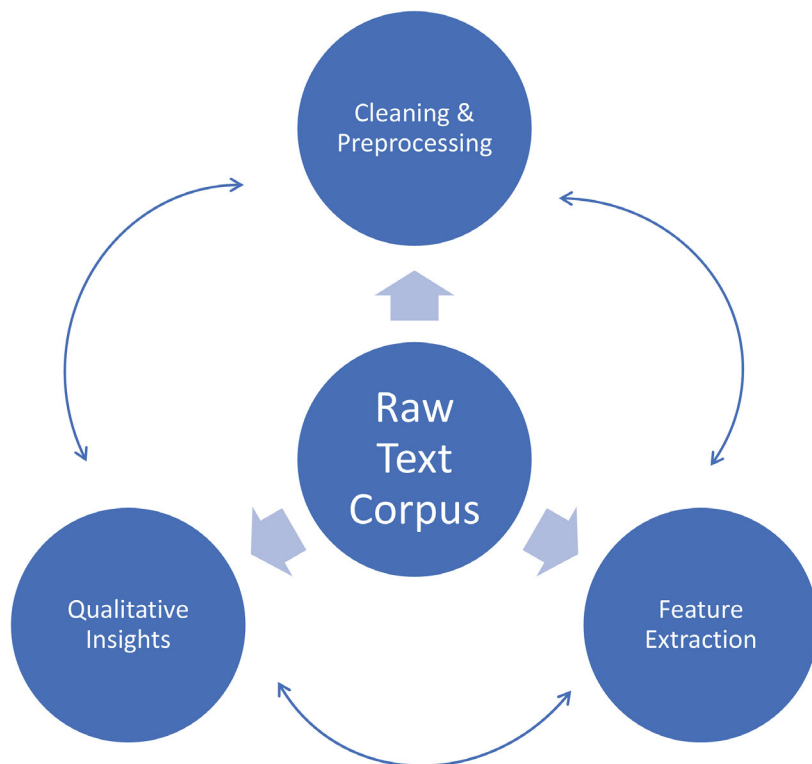 Cleaning &
Preprocessing
Raw
Text
Corpus
Qualitative
Insights
Feature
Extraction